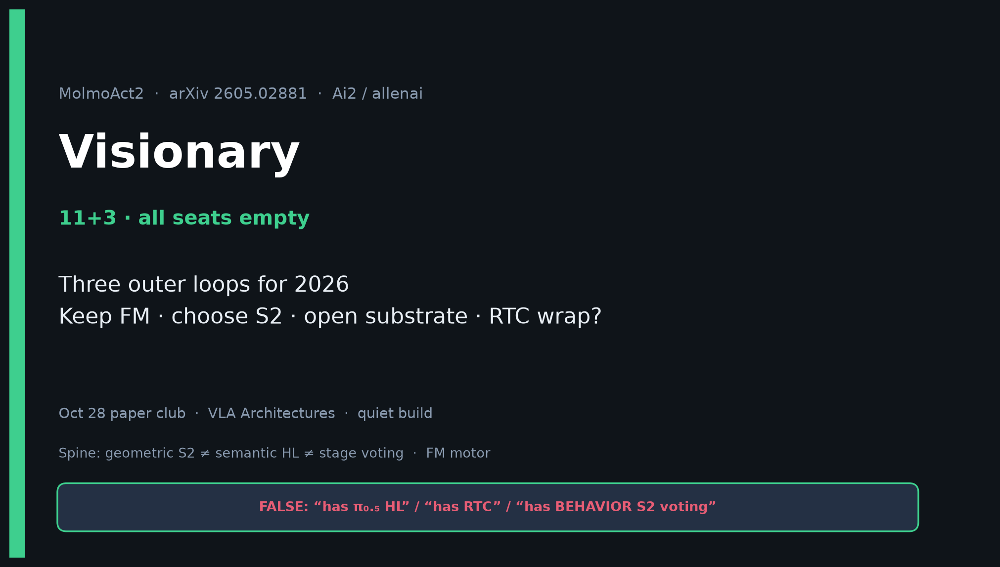 MolmoAct2 · arXiv 2605.02881 · Ai2 / allenai
Visionary
11+3 · all seats empty
Three outer loops for 2026
Keep FM · choose S2 · open substrate · RTC wrap?
Oct 28 paper club · VLA Architectures · quiet build
Spine: geometric S2 ≠ semantic HL ≠ stage voting · FM motor
FALSE: “has π₀.₅ HL” / “has RTC” / “has BEHAVIOR S2 voting”